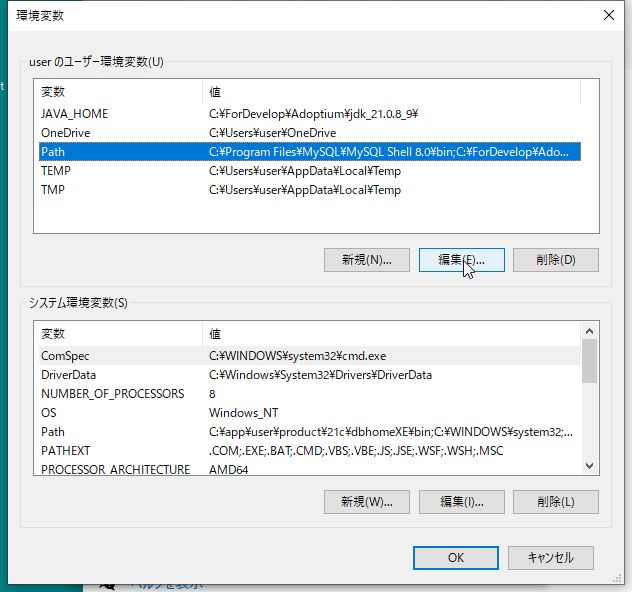 環境変数
t
user のユーザー環境変数(U)
変数 値
JAVA_HOME C:¥ForDevelop¥Adoptium¥jdk_21.0.8_9¥
OneDrive C:¥Users¥user¥OneDrive
Path C:¥Program Files¥MySQL¥MySQL Shell 8.0¥bin;C:¥ForDevelop¥Ado...
TEMP C:¥Users¥user¥AppData¥Local¥Temp
TMP C:¥Users¥user¥AppData¥Local¥Temp
新規(N)... 編集(E)... 削除(D)
システム環境変数(S)
変数 値
ComSpec C:¥WINDOWS¥system32¥cmd.exe
DriverData C:¥Windows¥System32¥Drivers¥DriverData
NUMBER_OF_PROCESSORS 8
OS Windows_NT
Path C:¥app¥user¥product¥21c¥dbhomeXE¥bin;C:¥WINDOWS¥system32;...
PATHEXT .COM;.EXE;.BAT;.CMD;.VBS;.VBE;.JS;.JSE;.WSF;.WSH;.MSC
PROCESSOR_ARCHITECTURE AMD64
新規(W)... 編集(I)... 削除(L)
OK キャンセル